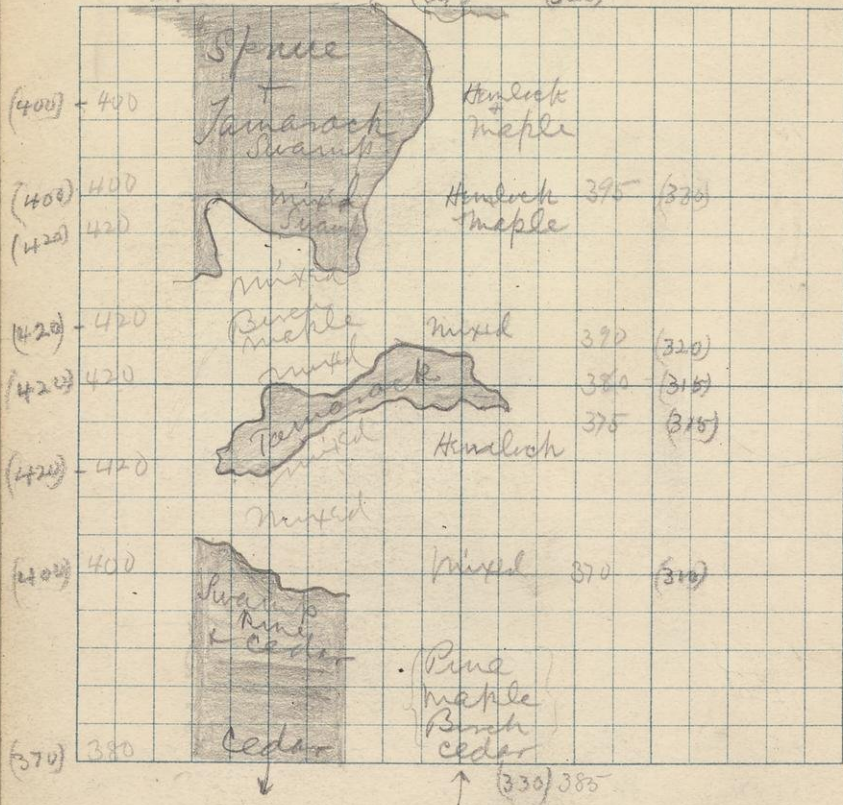 Spruce
+
(400) - 400
Hemlock
+
Maple
Tamarack
Swamp
(400) 400
Mixed
Swamp
Hemlock 395 (330)
+ Maple
(420) 420
Mixed
Birch
Maple
(420) - 420
Mixed 390 (320)
Mixed
(420) 420
Tamarack
380 (315)
375 (315)
Mixed
Hemlock
(420) - 420
Mixed
(400) 400
Mixed 370 (310)
Swamp
Pine
+ Cedar
Pine
Maple
Birch
Cedar
(370) 380
Cedar
(330) 385